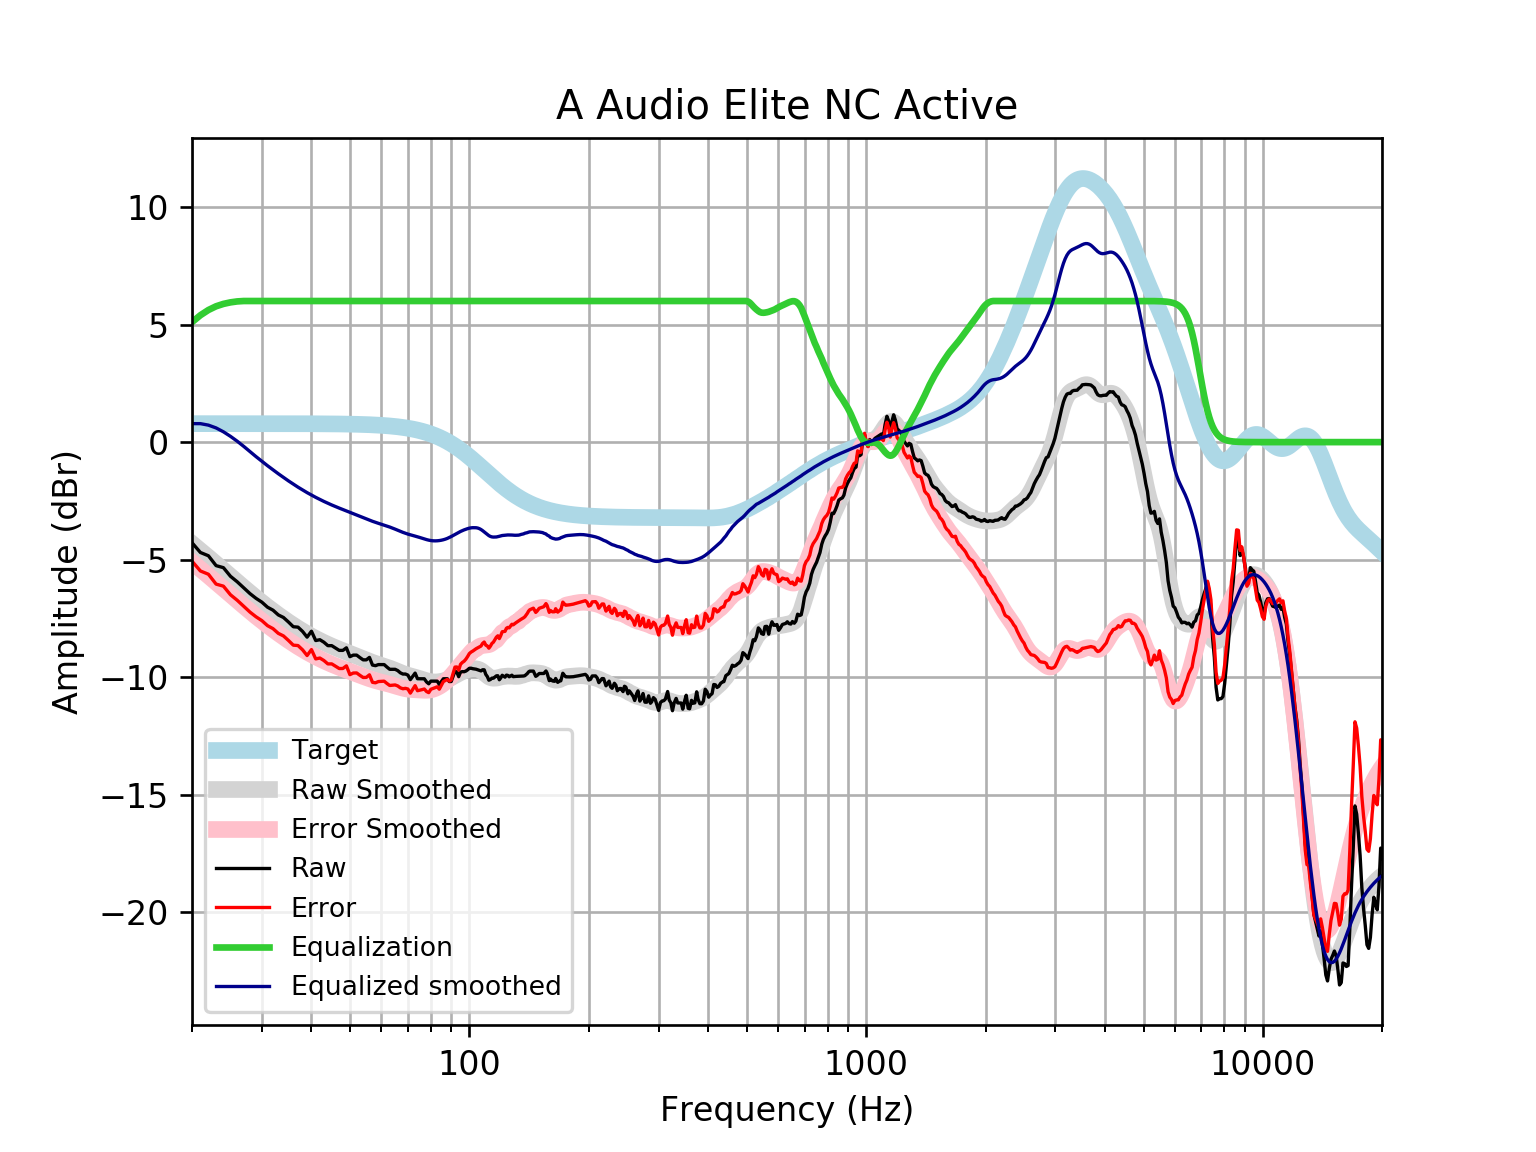 A Audio Elite NC Active
Amplitude (dBr)
10
5
0
−5
−10
−15
−20
Target
Raw Smoothed
Error Smoothed
Raw
Error
Equalization
Equalized smoothed
100 1000 10000
Frequency (Hz)